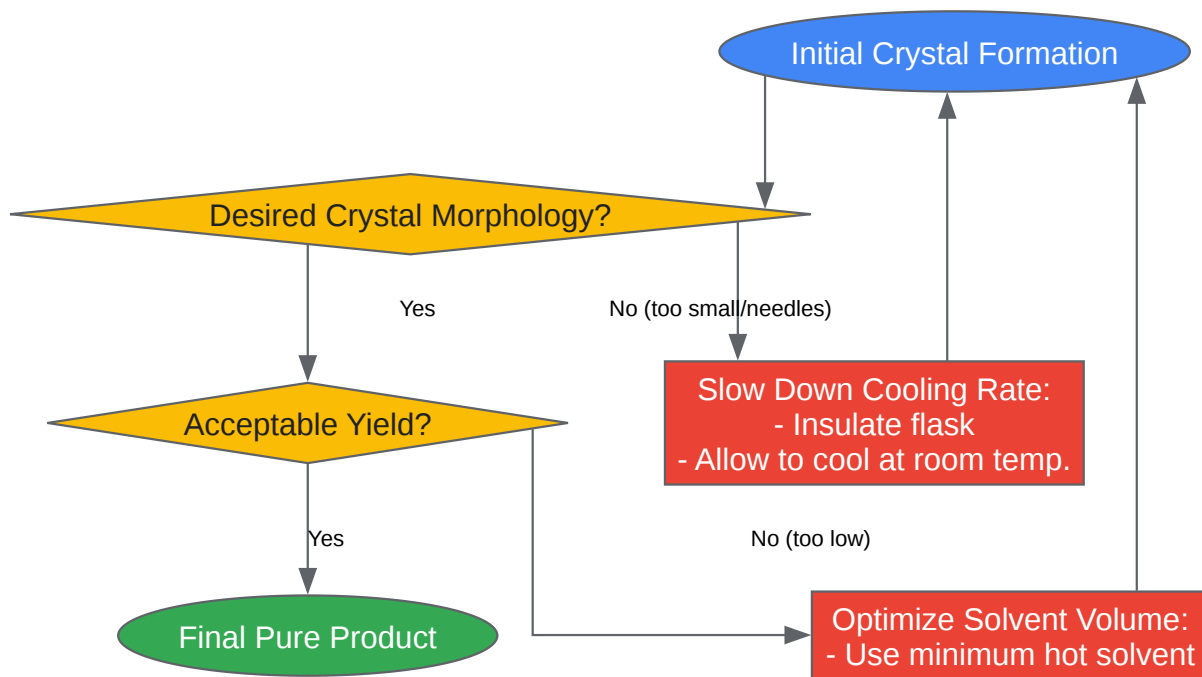 Initial Crystal Formation
Desired Crystal Morphology?
Yes
No (too small/needles)
Slow Down Cooling Rate:
- Insulate flask
- Allow to cool at room temp.
Acceptable Yield?
Yes
No (too low)
Final Pure Product
Optimize Solvent Volume:
- Use minimum hot solvent